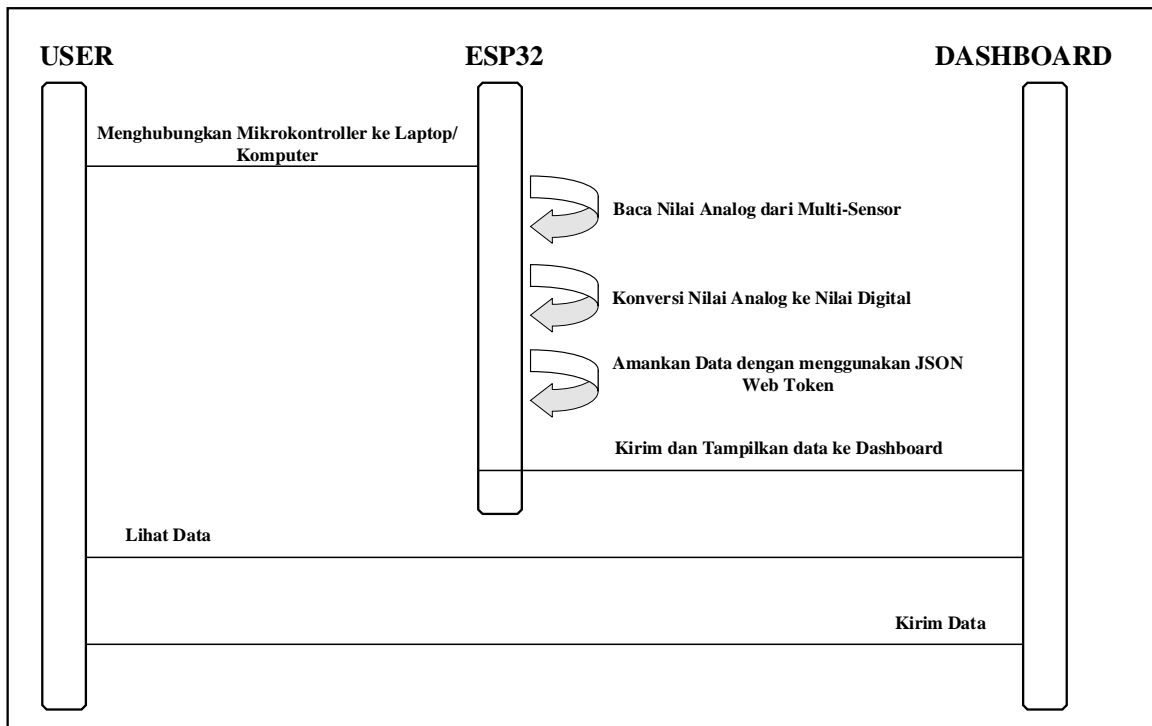 USER
ESP32
DASHBOARD
Menghubungkan Mikrokontroller ke Laptop/
Komputer
Baca Nilai Analog dari Multi-Sensor
Konversi Nilai Analog ke Nilai Digital
Amankan Data dengan menggunakan JSON
Web Token
Kirim dan Tampilkan data ke Dashboard
Lihat Data
Kirim Data